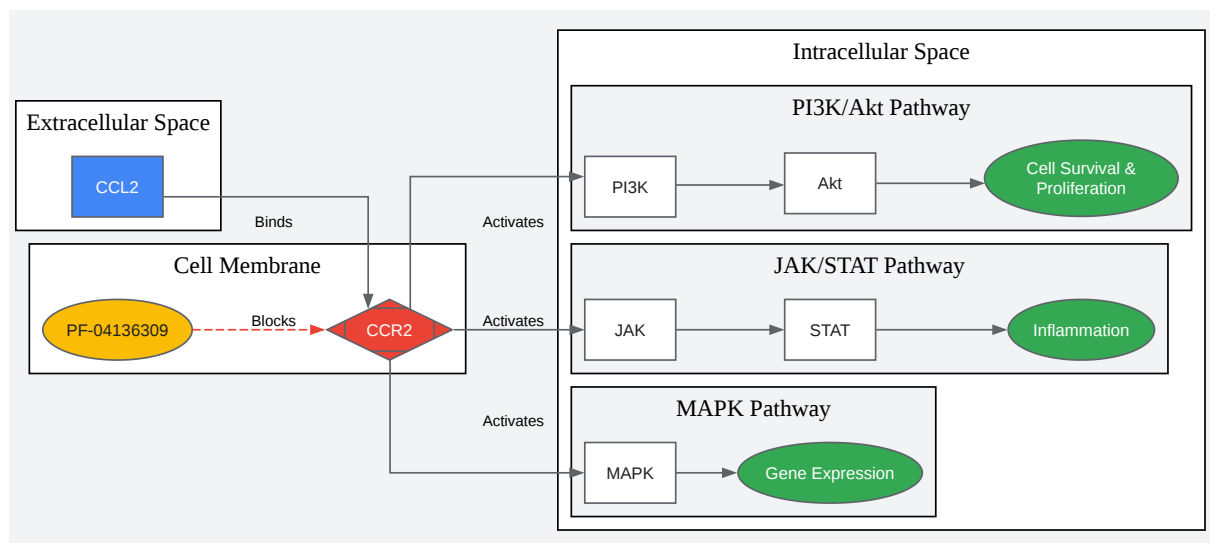 Intracellular Space
PI3K/Akt Pathway
Extracellular Space
CCL2
PI3K
Akt
Cell Survival &
Proliferation
Binds
Activates
Cell Membrane
JAK/STAT Pathway
PF-04136309
Blocks
CCR2
Activates
JAK
STAT
Inflammation
MAPK Pathway
Activates
MAPK
Gene Expression